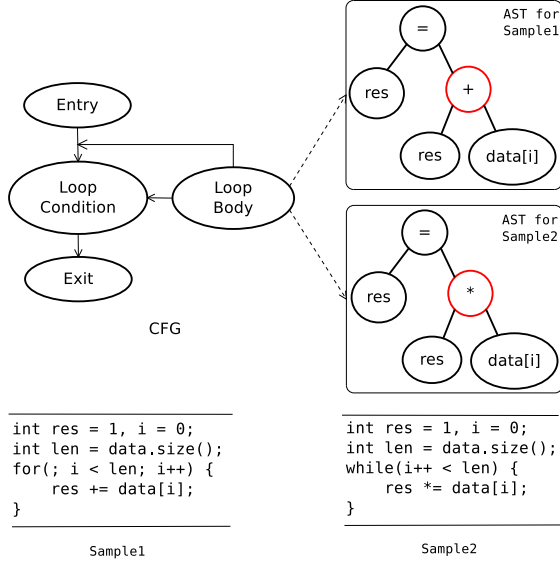 Entry
Loop
Condition
Loop
Body
Exit
CFG
AST for
Sample1
=
res
+
res
data[i]
AST for
Sample2
=
res
*
res
data[i]
int res = 1, i = 0;
int len = data.size();
for(; i < len; i++) {
    res += data[i];
}
Sample1
int res = 1, i = 0;
int len = data.size();
while(i++ < len) {
    res *= data[i];
}
Sample2